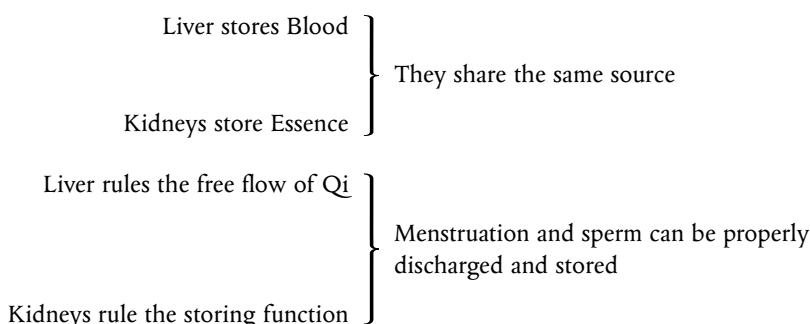 Liver stores Blood
They share the same source
Kidneys store Essence
Liver rules the free flow of Qi
Menstruation and sperm can be properly
discharged and stored
Kidneys rule the storing function